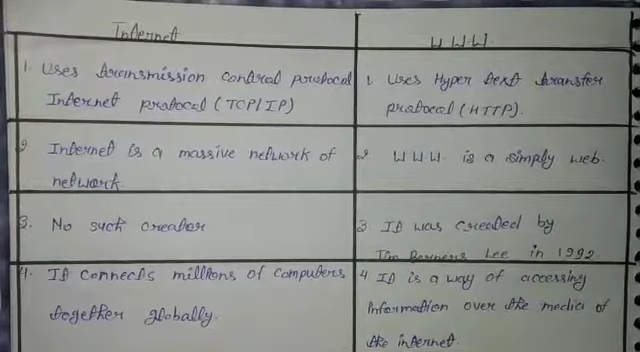 Internet
W W W
1. Uses transmission control protocal
Internet protocal (TCP/IP)
1. Uses Hyper text transfer
protocal (HTTP).
2 Internet is a massive network of
network.
2 W W W is a simply web.
3. No such creator
3 It was created by
Tim Berners Lee in 1992
4. It connects millions of computers
together globally.
4 It is a way of accessing
information over the media of
the internet.